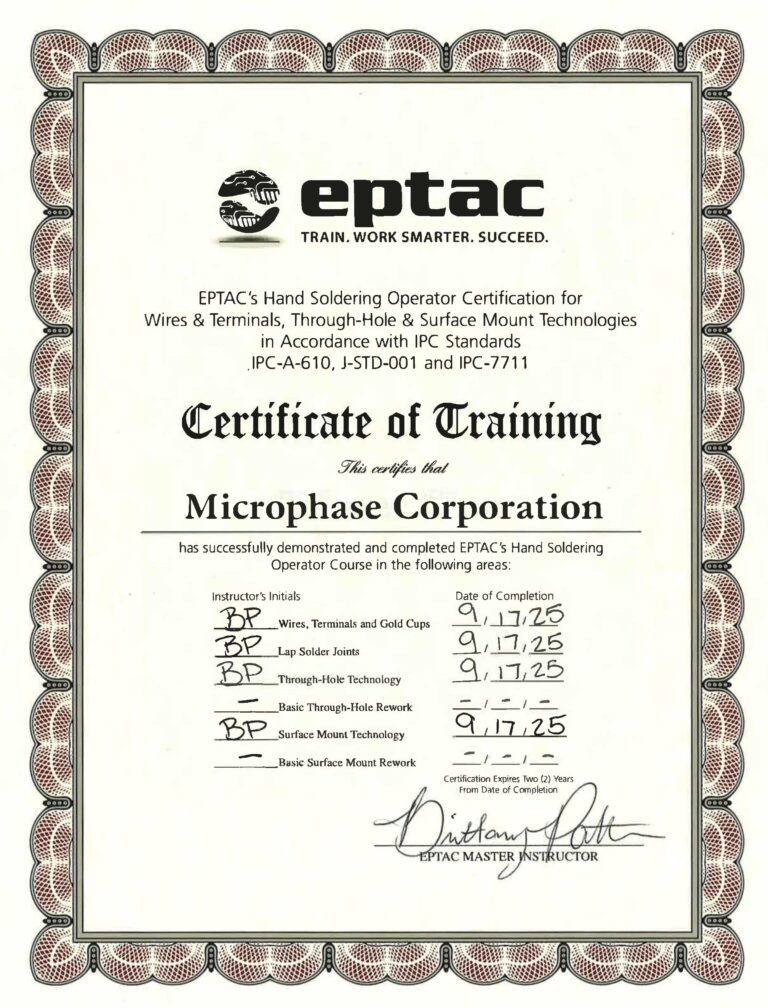 eptac
TRAIN. WORK SMARTER. SUCCEED.
EPTAC's Hand Soldering Operator Certification for
Wires & Terminals, Through-Hole & Surface Mount Technologies
in Accordance with IPC Standards
IPC-A-610, J-STD-001 and IPC-7711
Certificate of Training
This certifies that
Microphase Corporation
has successfully demonstrated and completed EPTAC's Hand Soldering
Operator Course in the following areas:
Instructor's Initials Date of Completion
BP Wires, Terminals and Gold Cups 9/17/25
BP Lap Solder Joints 9/17/25
BP Through-Hole Technology 9/17/25
- Basic Through-Hole Rework -/-/-
BP Surface Mount Technology 9/17/25
- Basic Surface Mount Rework -/-/-
Certification Expires Two (2) Years
From Date of Completion
Brittany
EPTAC MASTER INSTRUCTOR